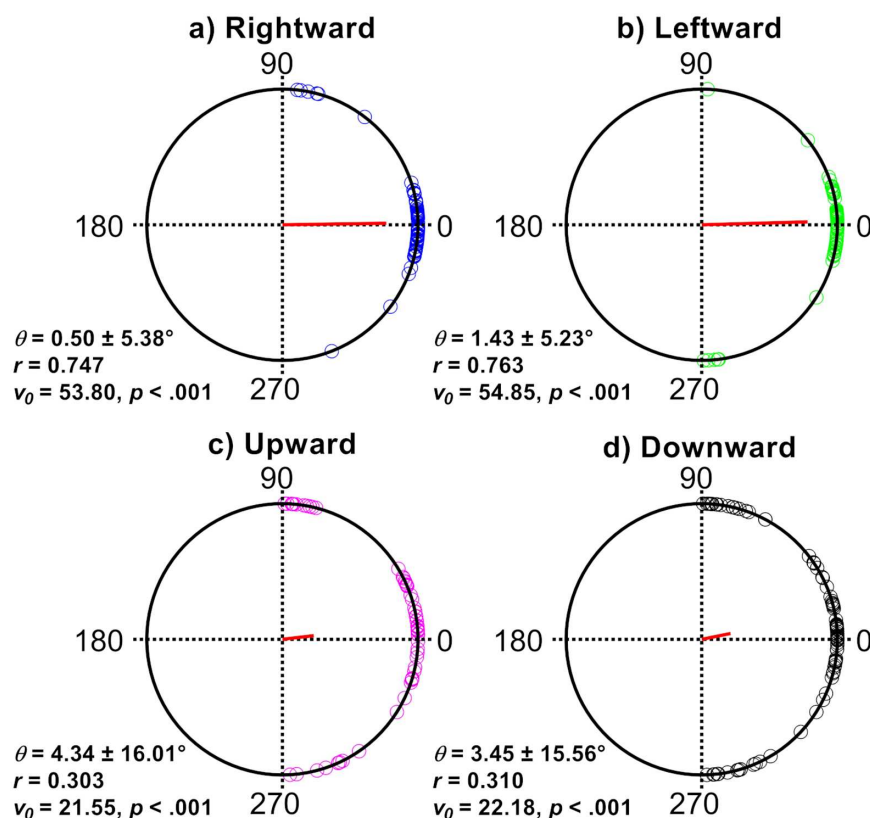 a) Rightward
90
180
0
270
θ = 0.50 ± 5.38°
r = 0.747
v₀ = 53.80, p < .001
b) Leftward
90
180
0
270
θ = 1.43 ± 5.23°
r = 0.763
v₀ = 54.85, p < .001
c) Upward
90
180
0
270
θ = 4.34 ± 16.01°
r = 0.303
v₀ = 21.55, p < .001
d) Downward
90
180
0
270
θ = 3.45 ± 15.56°
r = 0.310
v₀ = 22.18, p < .001